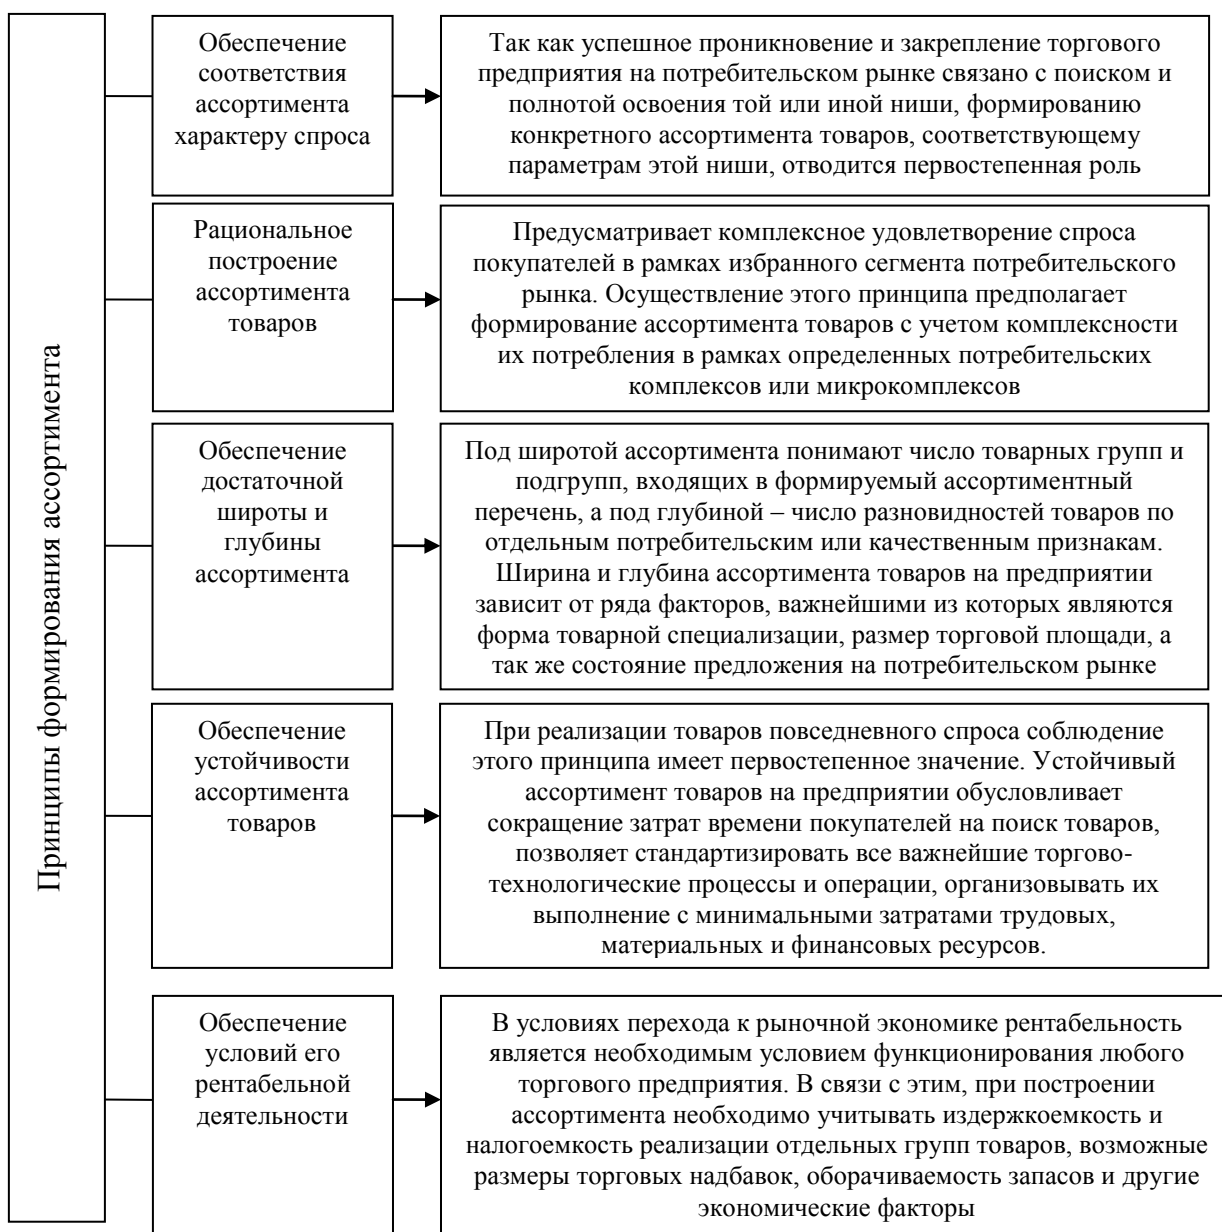 Принципы формирования ассортимента
Обеспечение
соответствия
ассортимента
характеру спроса
Так как успешное проникновение и закрепление торгового
предприятия на потребительском рынке связано с поиском и
полнотой освоения той или иной ниши, формированию
конкретного ассортимента товаров, соответствующему
параметрам этой ниши, отводится первостепенная роль
Рациональное
построение
ассортимента
товаров
Предусматривает комплексное удовлетворение спроса
покупателей в рамках избранного сегмента потребительского
рынка. Осуществление этого принципа предполагает
формирование ассортимента товаров с учетом комплексности
их потребления в рамках определенных потребительских
комплексов или микрокомплексов
Обеспечение
достаточной
широты и
глубины
ассортимента
Под широтой ассортимента понимают число товарных групп и
подгрупп, входящих в формируемый ассортиментный
перечень, а под глубиной – число разновидностей товаров по
отдельным потребительским или качественным признакам.
Ширина и глубина ассортимента товаров на предприятии
зависит от ряда факторов, важнейшими из которых являются
форма товарной специализации, размер торговой площади, а
так же состояние предложения на потребительском рынке
Обеспечение
устойчивости
ассортимента
товаров
При реализации товаров повседневного спроса соблюдение
этого принципа имеет первостепенное значение. Устойчивый
ассортимент товаров на предприятии обусловливает
сокращение затрат времени покупателей на поиск товаров,
позволяет стандартизировать все важнейшие торгово-
технологические процессы и операции, организовывать их
выполнение с минимальными затратами трудовых,
материальных и финансовых ресурсов.
Обеспечение
условий его
рентабельной
деятельности
В условиях перехода к рыночной экономике рентабельность
является необходимым условием функционирования любого
торгового предприятия. В связи с этим, при построении
ассортимента необходимо учитывать издержкоемкость и
налогоемкость реализации отдельных групп товаров, возможные
размеры торговых надбавок, оборачиваемость запасов и другие
экономические факторы